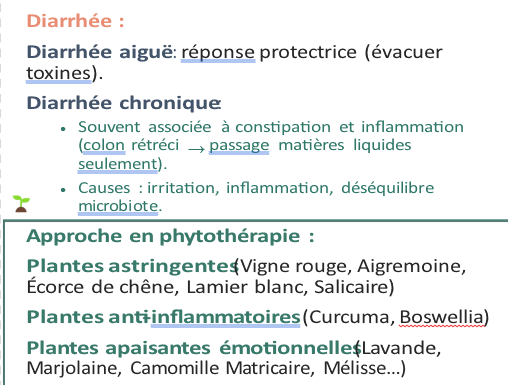 Diarrhée :
Diarrhée aiguë: réponse protectrice (évacuer
toxines).
Diarrhée chronique:
• Souvent associée à constipation et inflammation
(colon rétréci → passage matières liquides
seulement).
• Causes : irritation, inflammation, déséquilibre
microbiote.
Approche en phytothérapie :
Plantes astringentes(Vigne rouge, Aigremoine,
Écorce de chêne, Lamier blanc, Salicaire)
Plantes anti-inflammatoires(Curcuma, Boswellia)
Plantes apaisantes émotionnelles(Lavande,
Marjolaine, Camomille Matricaire, Mélisse...)